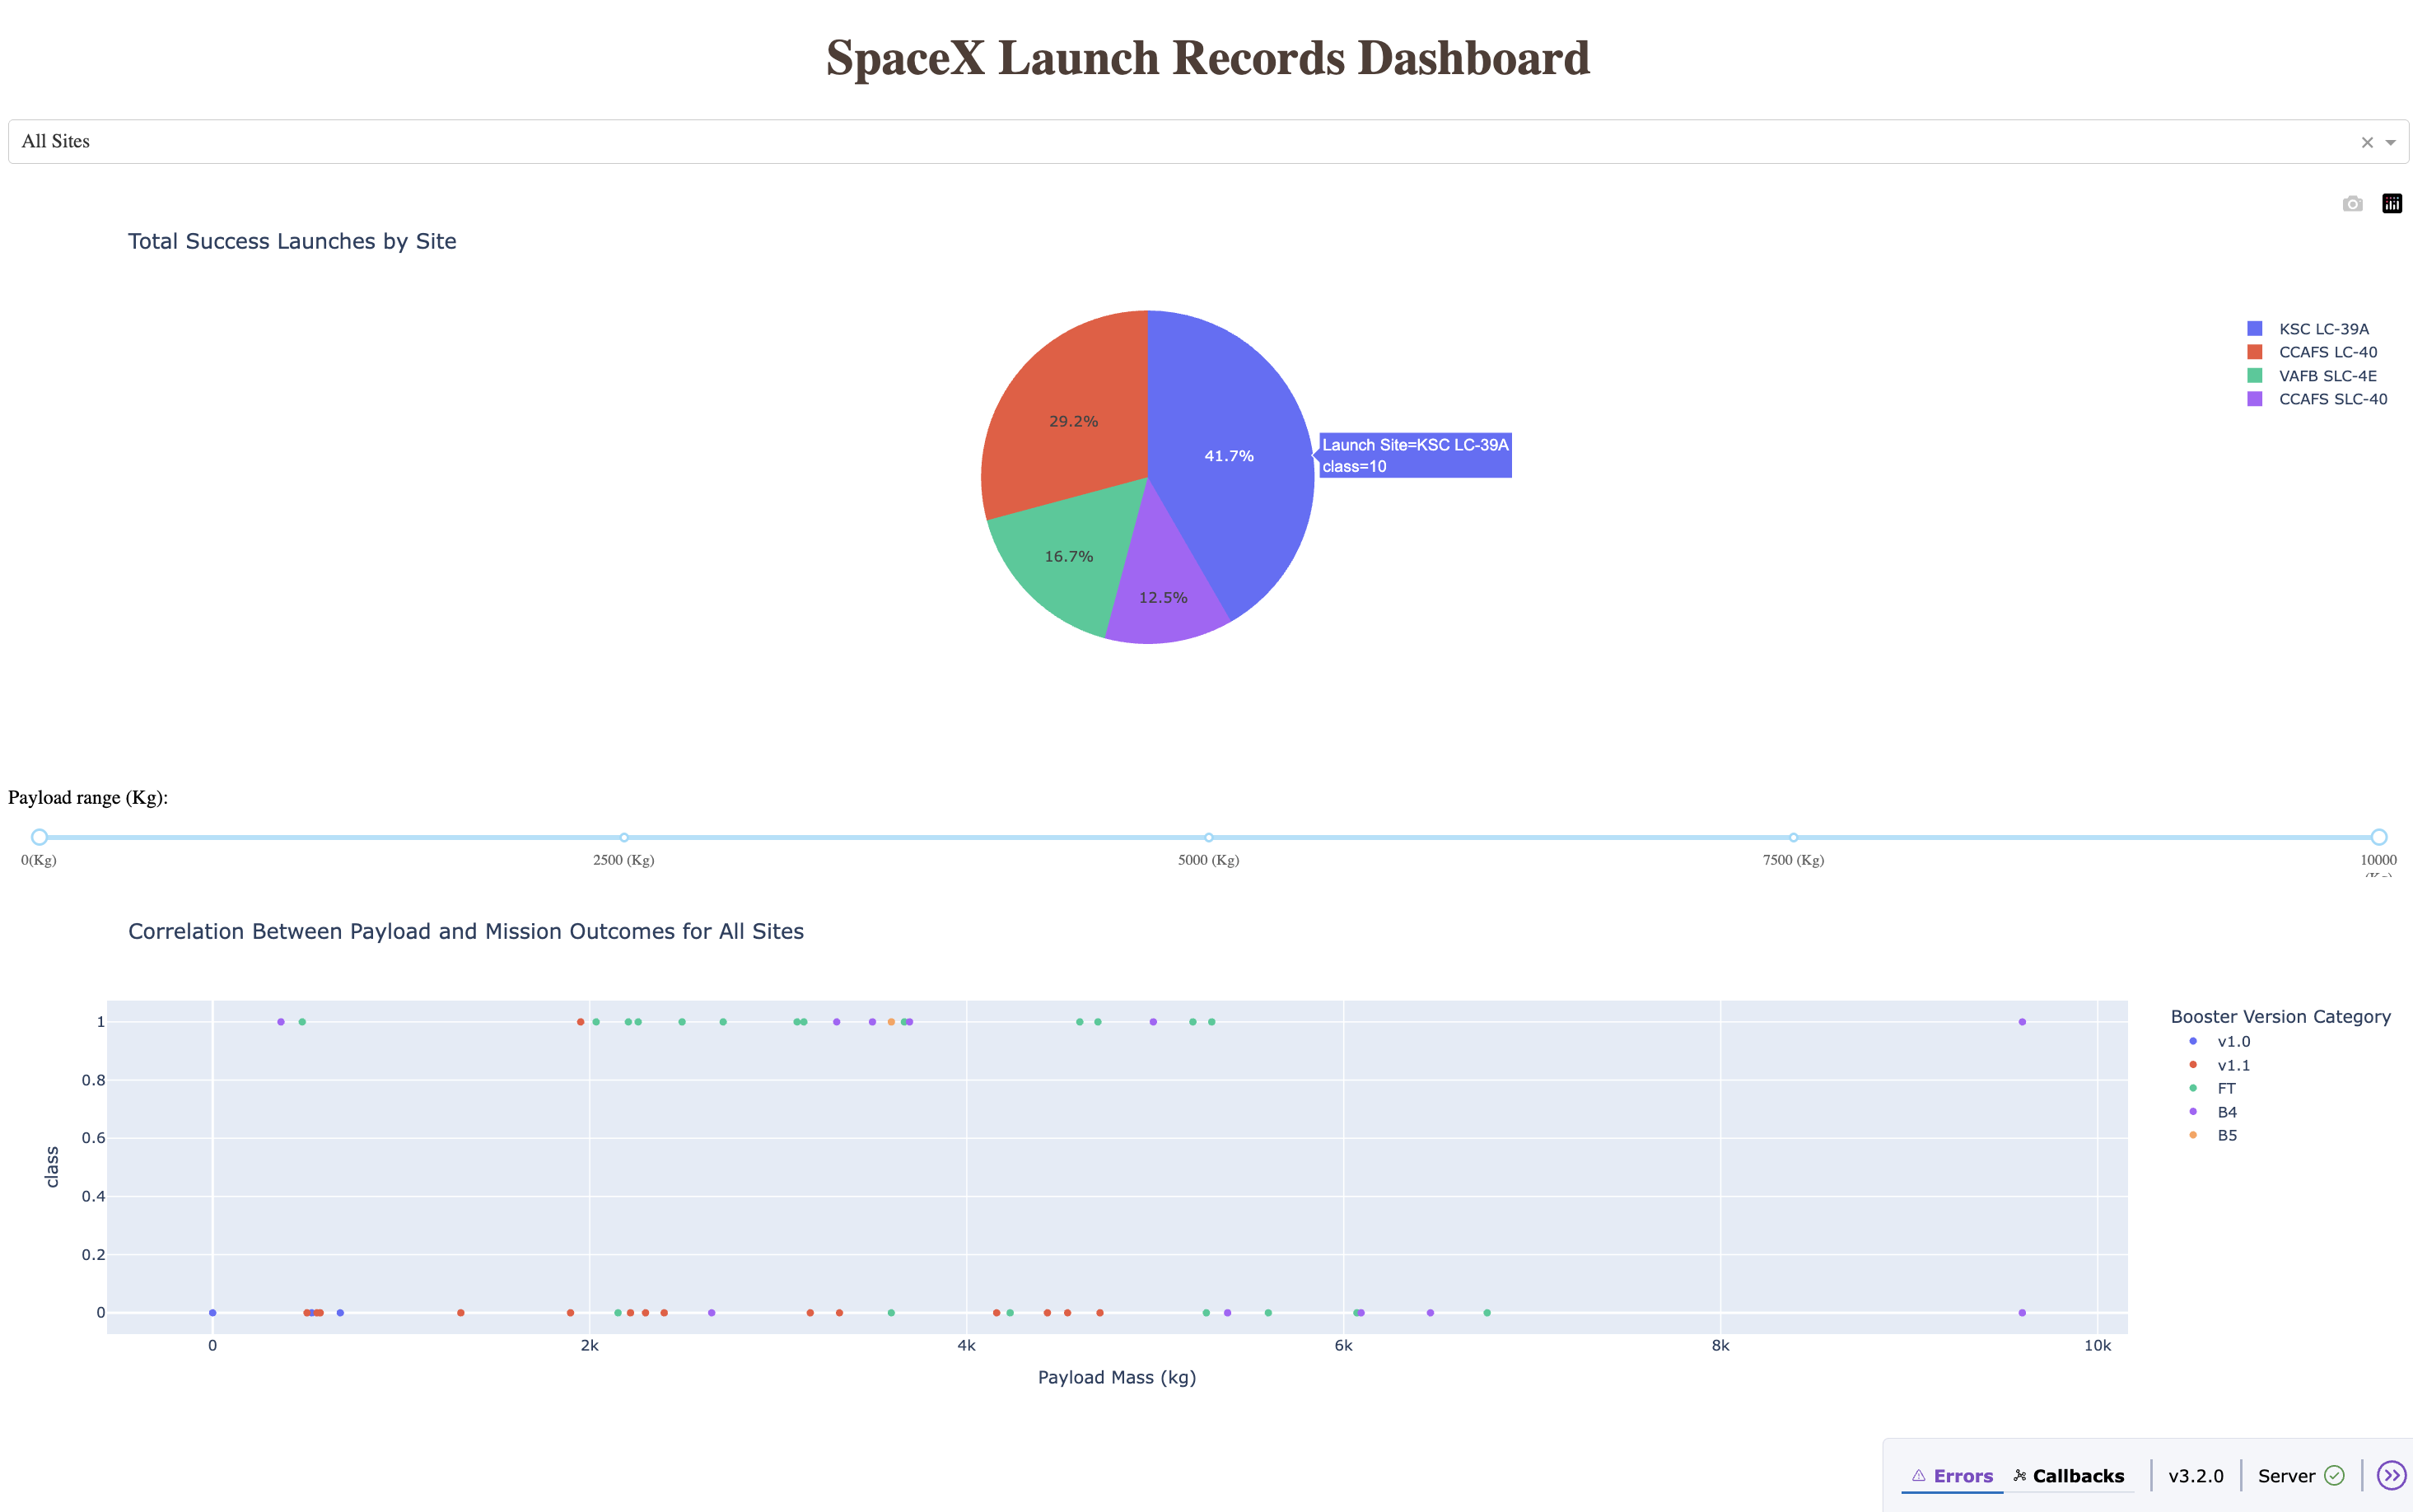 SpaceX Launch Records Dashboard
All Sites
Total Success Launches by Site
KSC LC-39A
CCAFS LC-40
VAFB SLC-4E
CCAFS SLC-40
29.2%
41.7%
Launch Site=KSC LC-39A
class=10
16.7%
12.5%
Payload range (Kg):
0(Kg) 2500 (Kg) 5000 (Kg) 7500 (Kg) 10000
(Kg)
Correlation Between Payload and Mission Outcomes for All Sites
Booster Version Category
v1.0
v1.1
FT
B4
B5
class
1
0.8
0.6
0.4
0.2
0
0 2k 4k 6k 8k 10k
Payload Mass (kg)
Errors Callbacks v3.2.0 Server